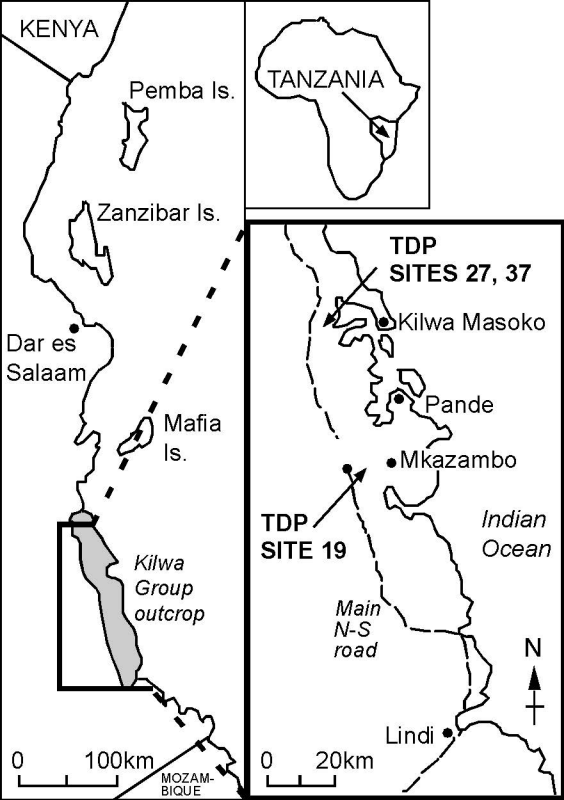 KENYA
Pemba Is.
Zanzibar Is.
Dar es
Salaam
Mafia
Is.
Kilwa
Group
outcrop
0 100km
MOZAM-
BIQUE
TANZANIA
TDP
SITES 27, 37
Kilwa Masoko
Pande
Mkazambo
TDP
SITE 19
Indian
Ocean
Main
N-S
road
N
Lindi
0 20km